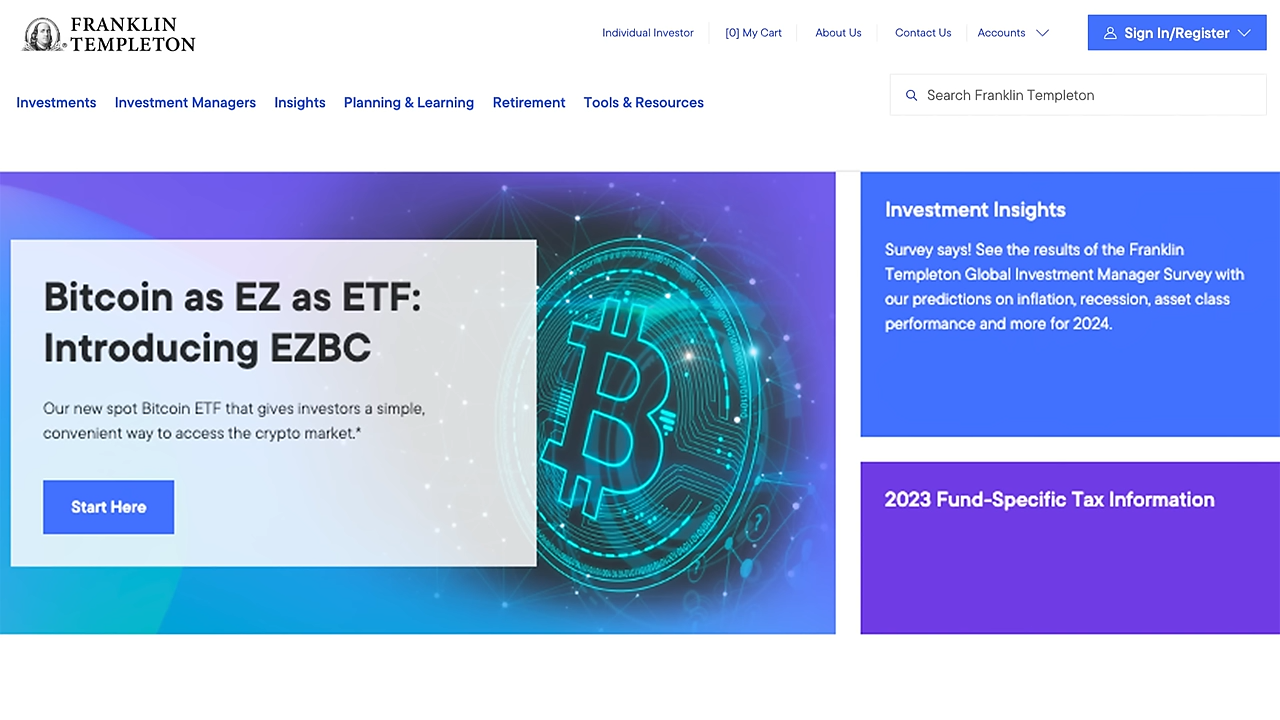 FRANKLIN
TEMPLETON
Individual Investor
[0] My Cart
About Us
Contact Us
Accounts
Sign In/Register
Investments
Investment Managers
Insights
Planning & Learning
Retirement
Tools & Resources
Search Franklin Templeton
Bitcoin as EZ as ETF:
Introducing EZBC
Our new spot Bitcoin ETF that gives investors a simple,
convenient way to access the crypto market.*
Start Here
Investment Insights
Survey says! See the results of the Franklin
Templeton Global Investment Manager Survey with
our predictions on inflation, recession, asset class
performance and more for 2024.
2023 Fund-Specific Tax Information